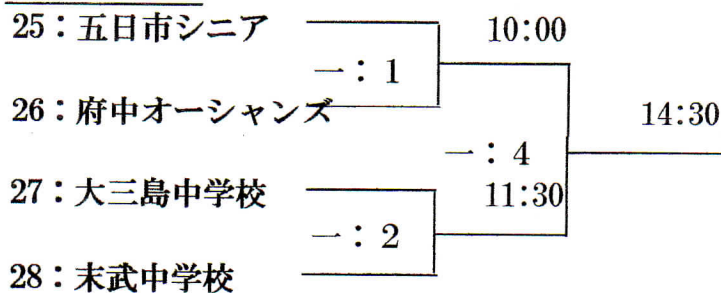 25：五日市シニア
10:00
一：1
26：府中オーシャンズ
14:30
一：4
27：大三島中学校
11:30
一：2
28：末武中学校